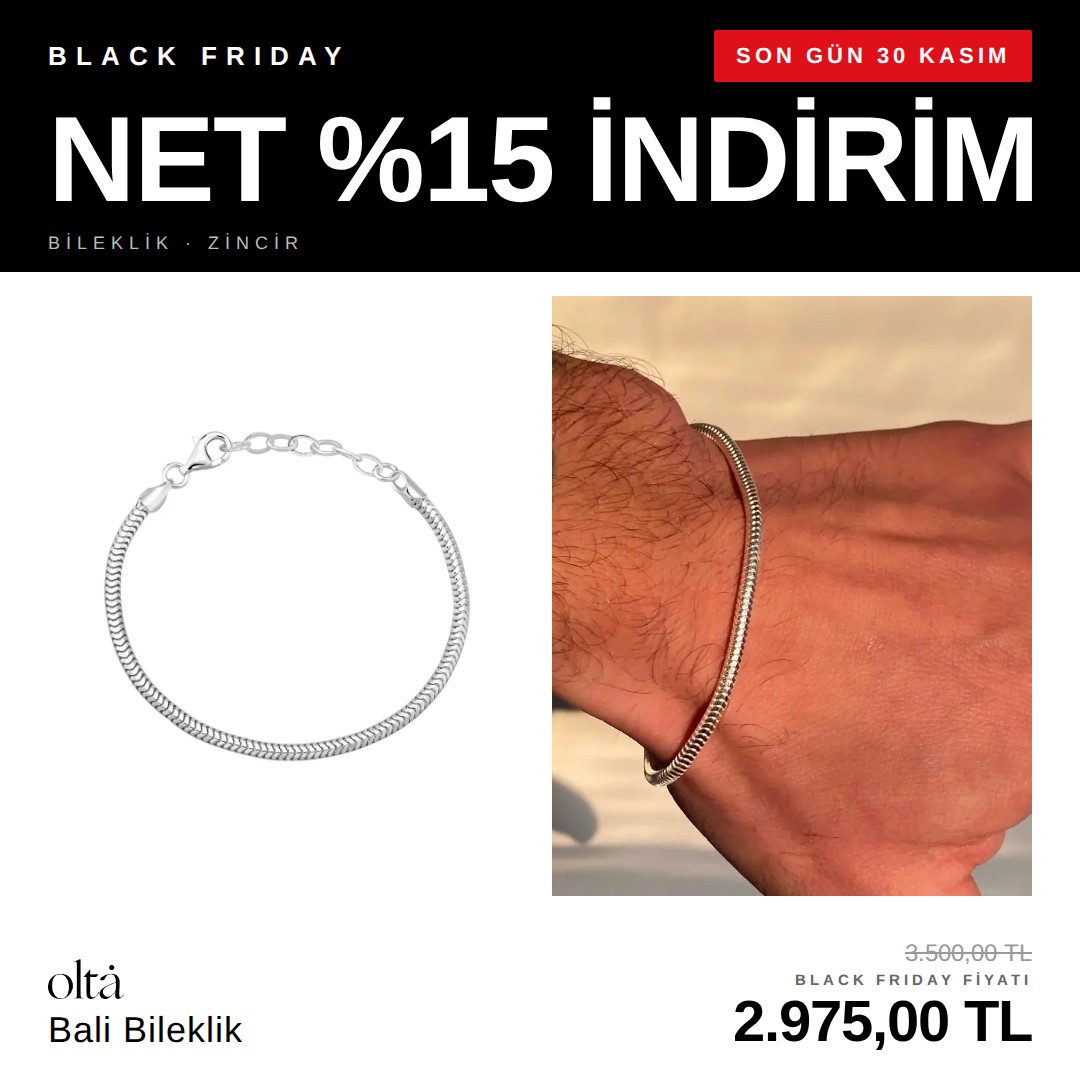 BLACK FRIDAY
SON GÜN 30 KASIM
NET %15 İNDİRİM
BİLEKLİK · ZİNCİR
olta
Bali Bileklik
3.500,00 TL
BLACK FRIDAY FİYATI
2.975,00 TL